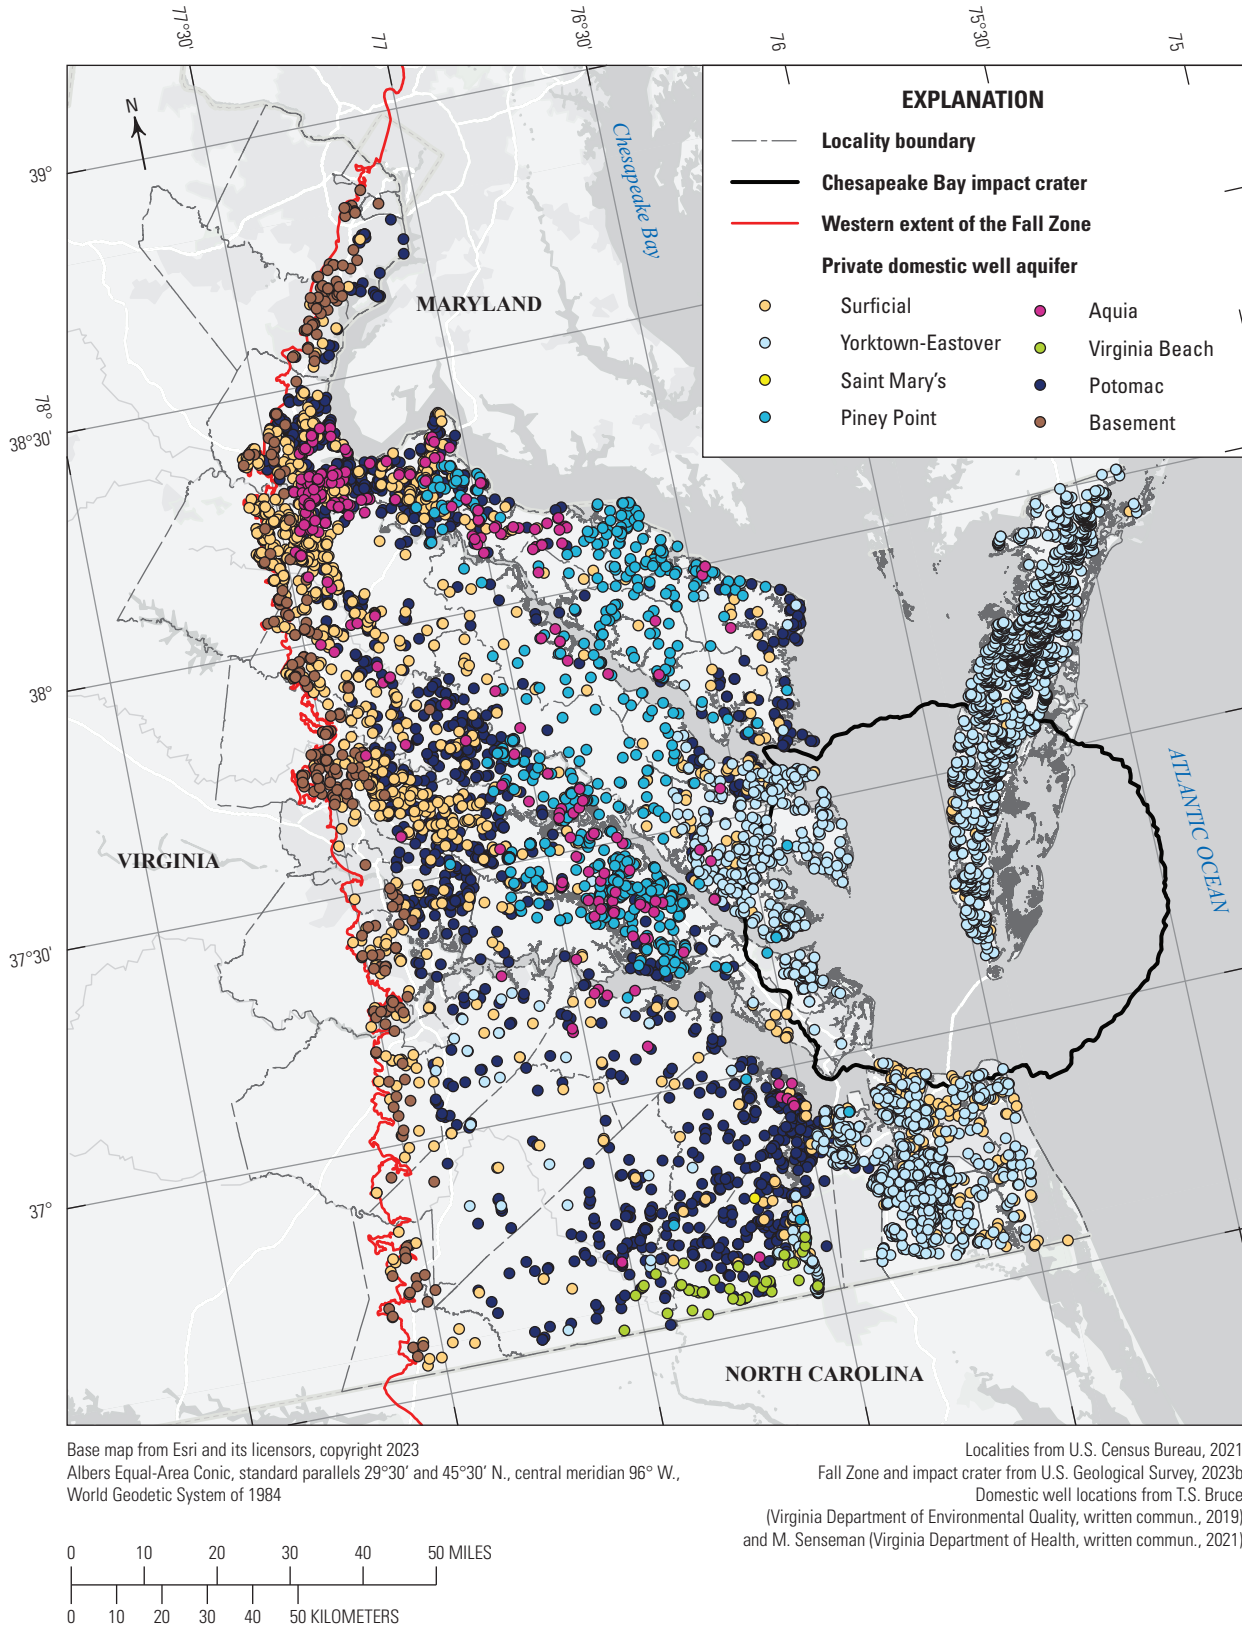 77°30'
77
76°30'
76
75°30'
75
N
39°
78°
38°30'
38°
37°30'
37°
Chesapeake Bay
MARYLAND
VIRGINIA
ATLANTIC OCEAN
NORTH CAROLINA
EXPLANATION
Locality boundary
Chesapeake Bay impact crater
Western extent of the Fall Zone
Private domestic well aquifer
Surficial
Yorktown-Eastover
Saint Mary's
Piney Point
Aquia
Virginia Beach
Potomac
Basement
Base map from Esri and its licensors, copyright 2023
Albers Equal-Area Conic, standard parallels 29°30′ and 45°30′ N., central meridian 96° W.,
World Geodetic System of 1984
Localities from U.S. Census Bureau, 2021
Fall Zone and impact crater from U.S. Geological Survey, 2023b
Domestic well locations from T.S. Bruce
(Virginia Department of Environmental Quality, written commun., 2019)
and M. Senseman (Virginia Department of Health, written commun., 2021)
0 10 20 30 40 50 MILES
0 10 20 30 40 50 KILOMETERS